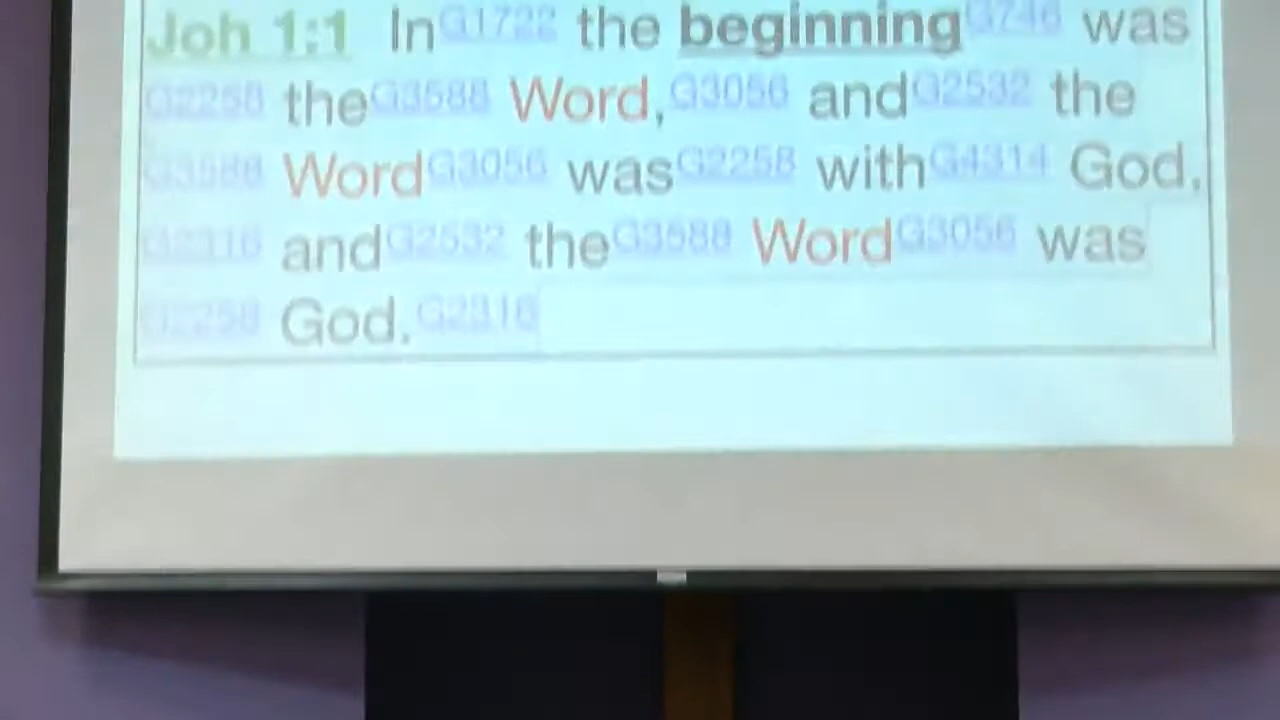 Joh 1:1 In G1722 the beginning G746 was
G2258 the G3588 Word, G3056 and G2532 the
G3588 Word G3056 was G2258 with G4314 God,
G2316 and G2532 the G3588 Word G3056 was
G2258 God. G2316